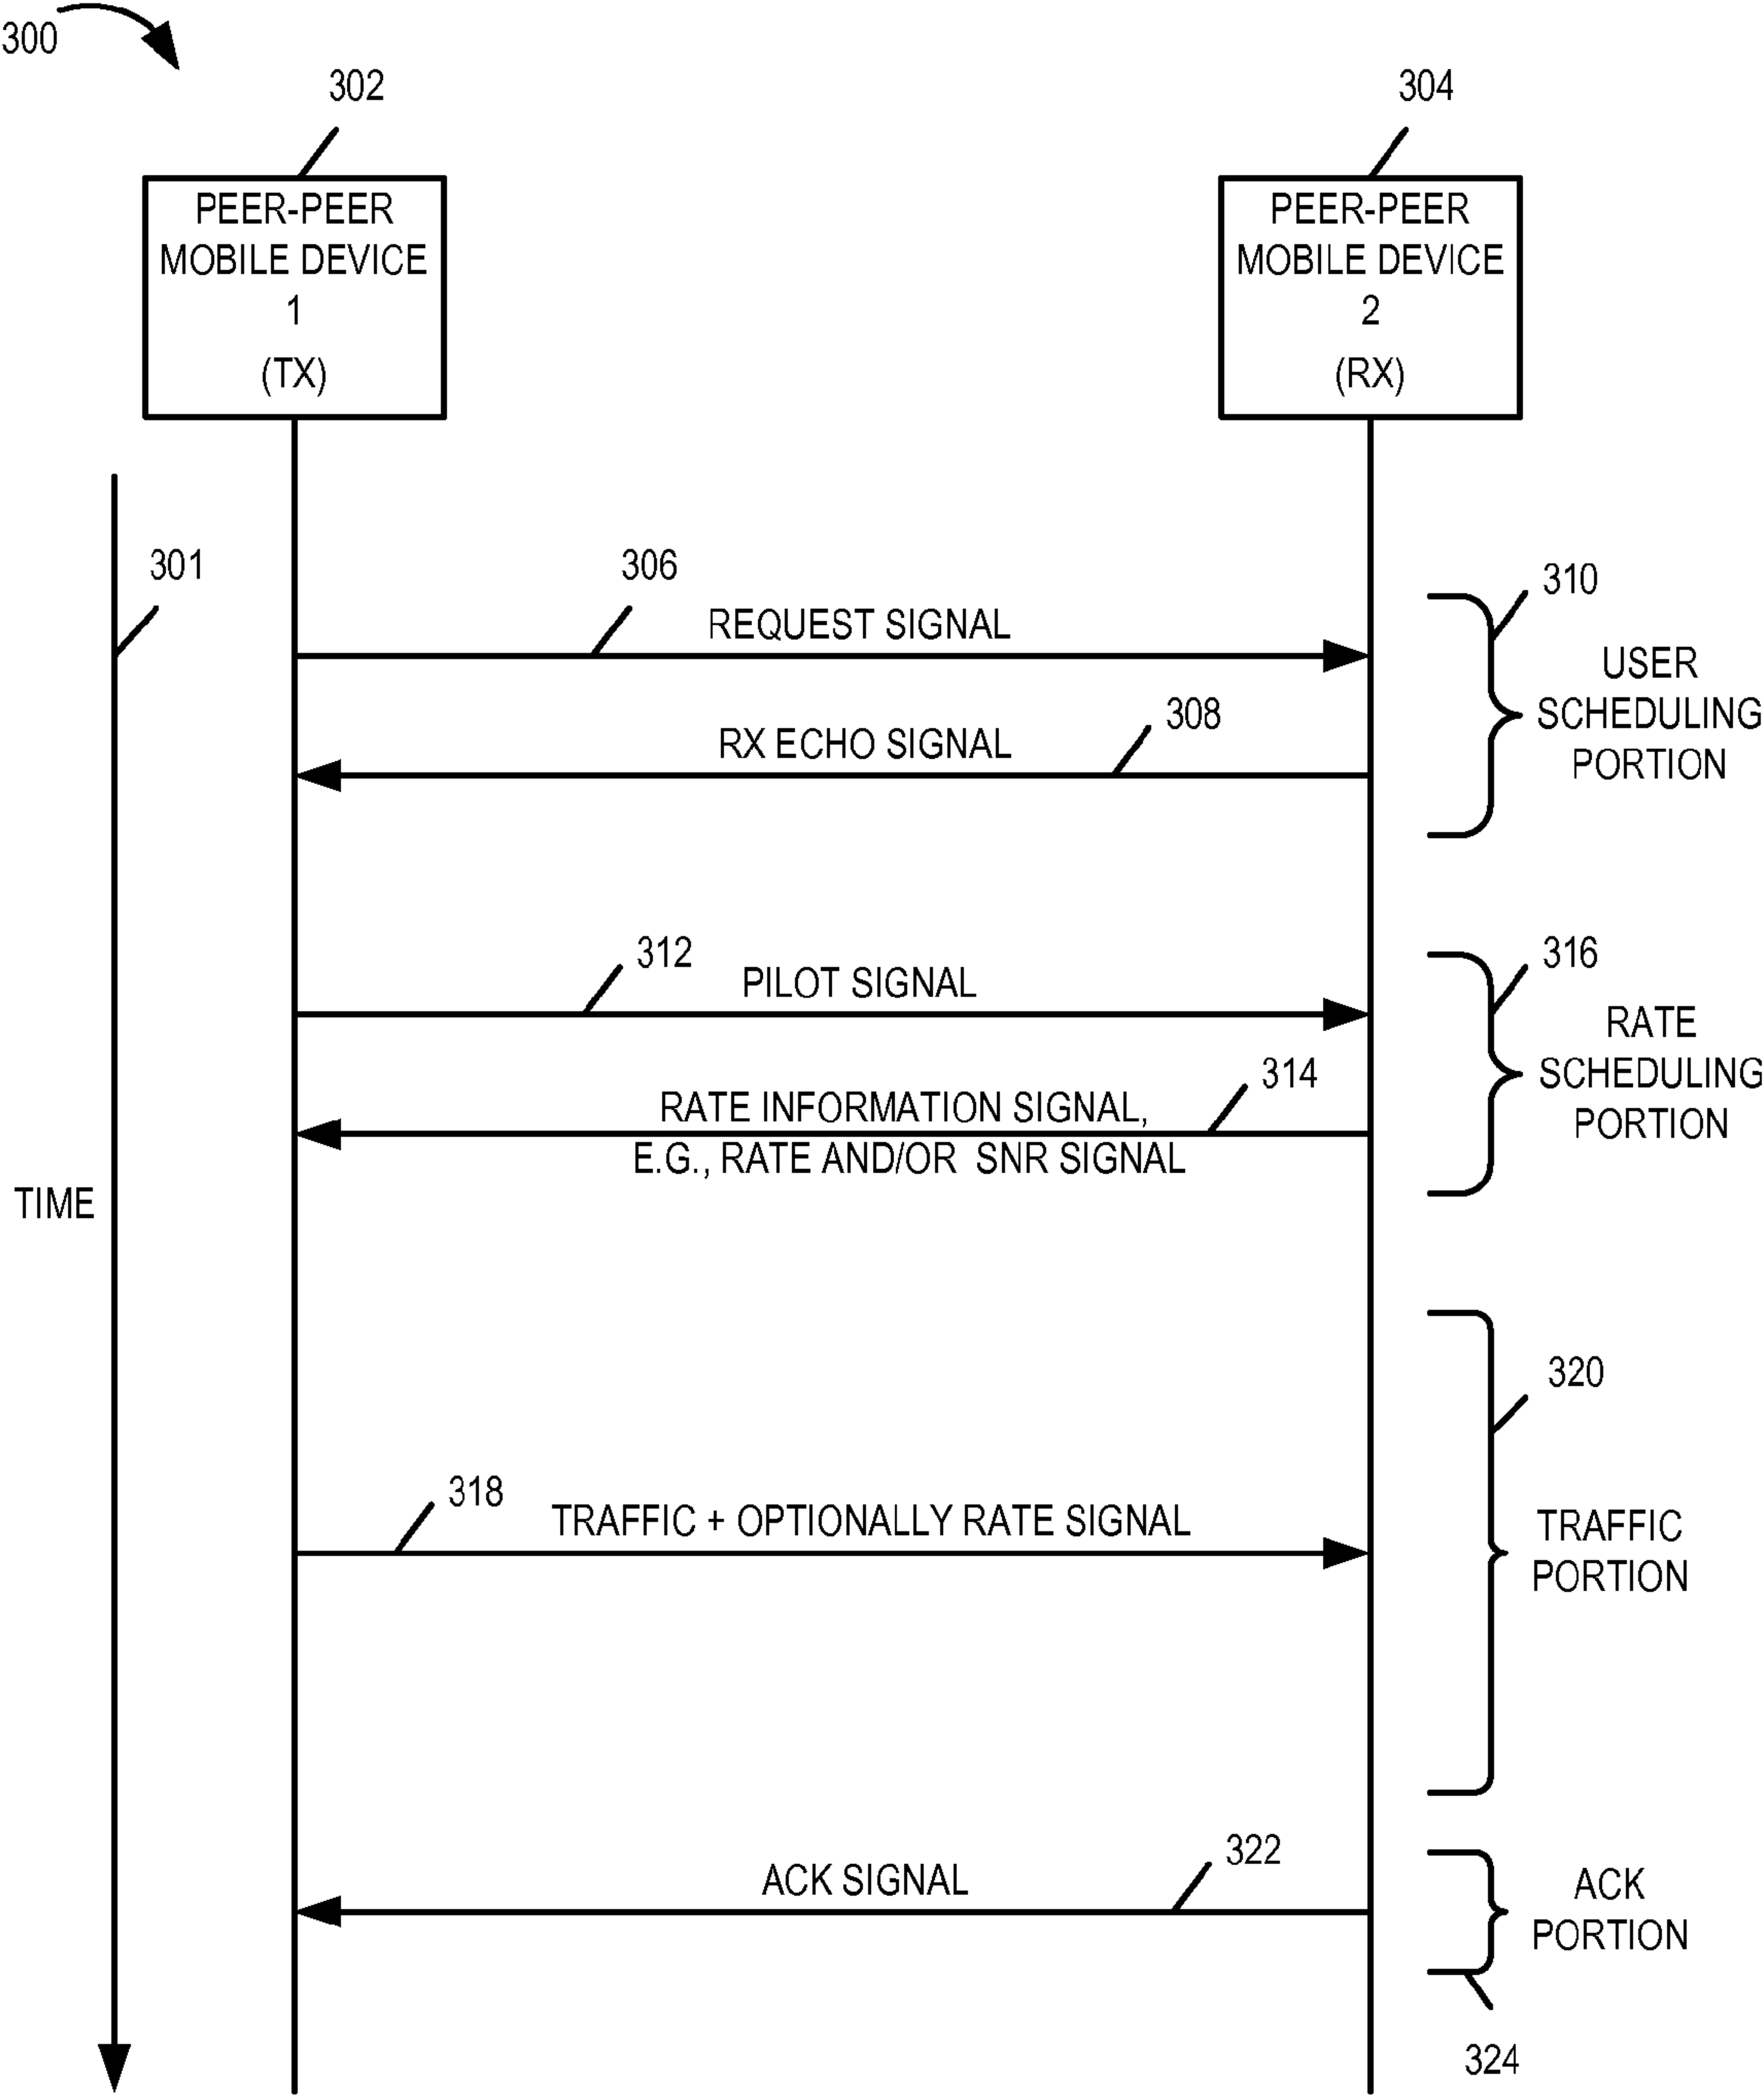 300
302
304
PEER-PEER
MOBILE DEVICE
1
(TX)
PEER-PEER
MOBILE DEVICE
2
(RX)
301
306
REQUEST SIGNAL
310
USER
SCHEDULING
PORTION
308
RX ECHO SIGNAL
312
PILOT SIGNAL
316
RATE
SCHEDULING
PORTION
314
RATE INFORMATION SIGNAL,
E.G., RATE AND/OR SNR SIGNAL
TIME
320
318
TRAFFIC + OPTIONALLY RATE SIGNAL
TRAFFIC
PORTION
322
ACK SIGNAL
ACK
PORTION
324